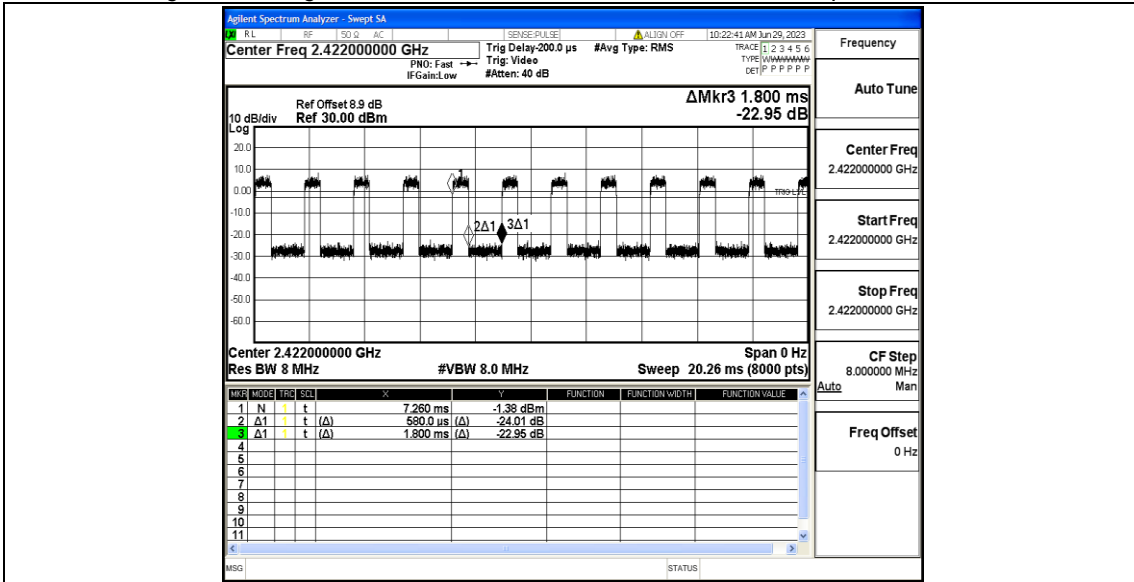 Agilent Spectrum Analyzer - Swept SA
LXI RL RF 50 Ω AC SENSE:PULSE ALIGN OFF 10:22:41 AM Jun 29, 2023
Center Freq 2.422000000 GHz
PNO: Fast
IFGain:Low
Trig Delay-200.0 µs
Trig: Video
#Atten: 40 dB
#Avg Type: RMS
TRACE 1 2 3 4 5 6
TYPE WWWWWW
DET P P P P P P
ΔMkr3 1.800 ms
-22.95 dB
Ref Offset 8.9 dB
10 dB/div Ref 30.00 dBm
Log
20.0
10.0
0.00
-10.0
-20.0
-30.0
-40.0
-50.0
-60.0
1
TRIG LVL
2Δ1 3Δ1
Center 2.422000000 GHz Span 0 Hz
Res BW 8 MHz #VBW 8.0 MHz Sweep 20.26 ms (8000 pts)
MKR MODE TRC SCL X Y FUNCTION FUNCTION WIDTH FUNCTION VALUE
1 N 1 t 7.260 ms -1.38 dBm
2 Δ1 1 t (Δ) 580.0 µs (Δ) -24.01 dB
3 Δ1 1 t (Δ) 1.800 ms (Δ) -22.95 dB
4
5
6
7
8
9
10
11
MSG STATUS
Frequency
Auto Tune
Center Freq
2.422000000 GHz
Start Freq
2.422000000 GHz
Stop Freq
2.422000000 GHz
CF Step
8.000000 MHz
Auto Man
Freq Offset
0 Hz